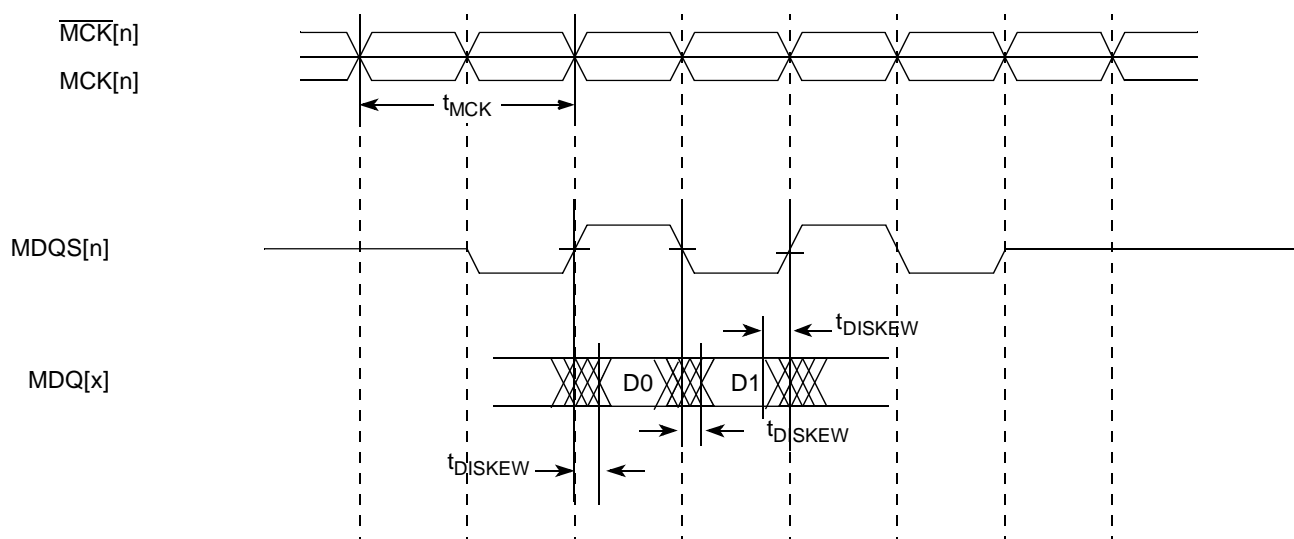 MCK[n]
MCK[n]
tMCK
MDQS[n]
tDISKEW
MDQ[x]
D0
D1
tDISKEW
tDISKEW